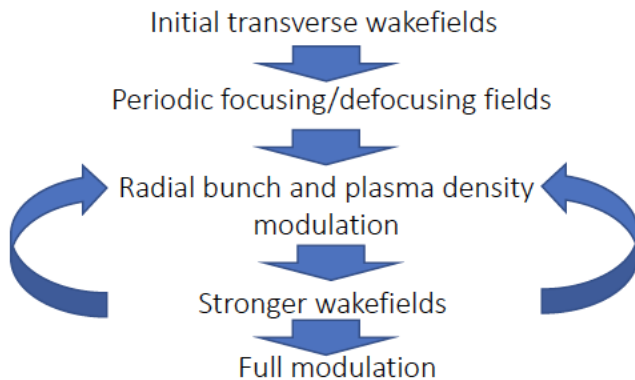 Initial transverse wakefields
Periodic focusing/defocusing fields
Radial bunch and plasma density
modulation
Stronger wakefields
Full modulation